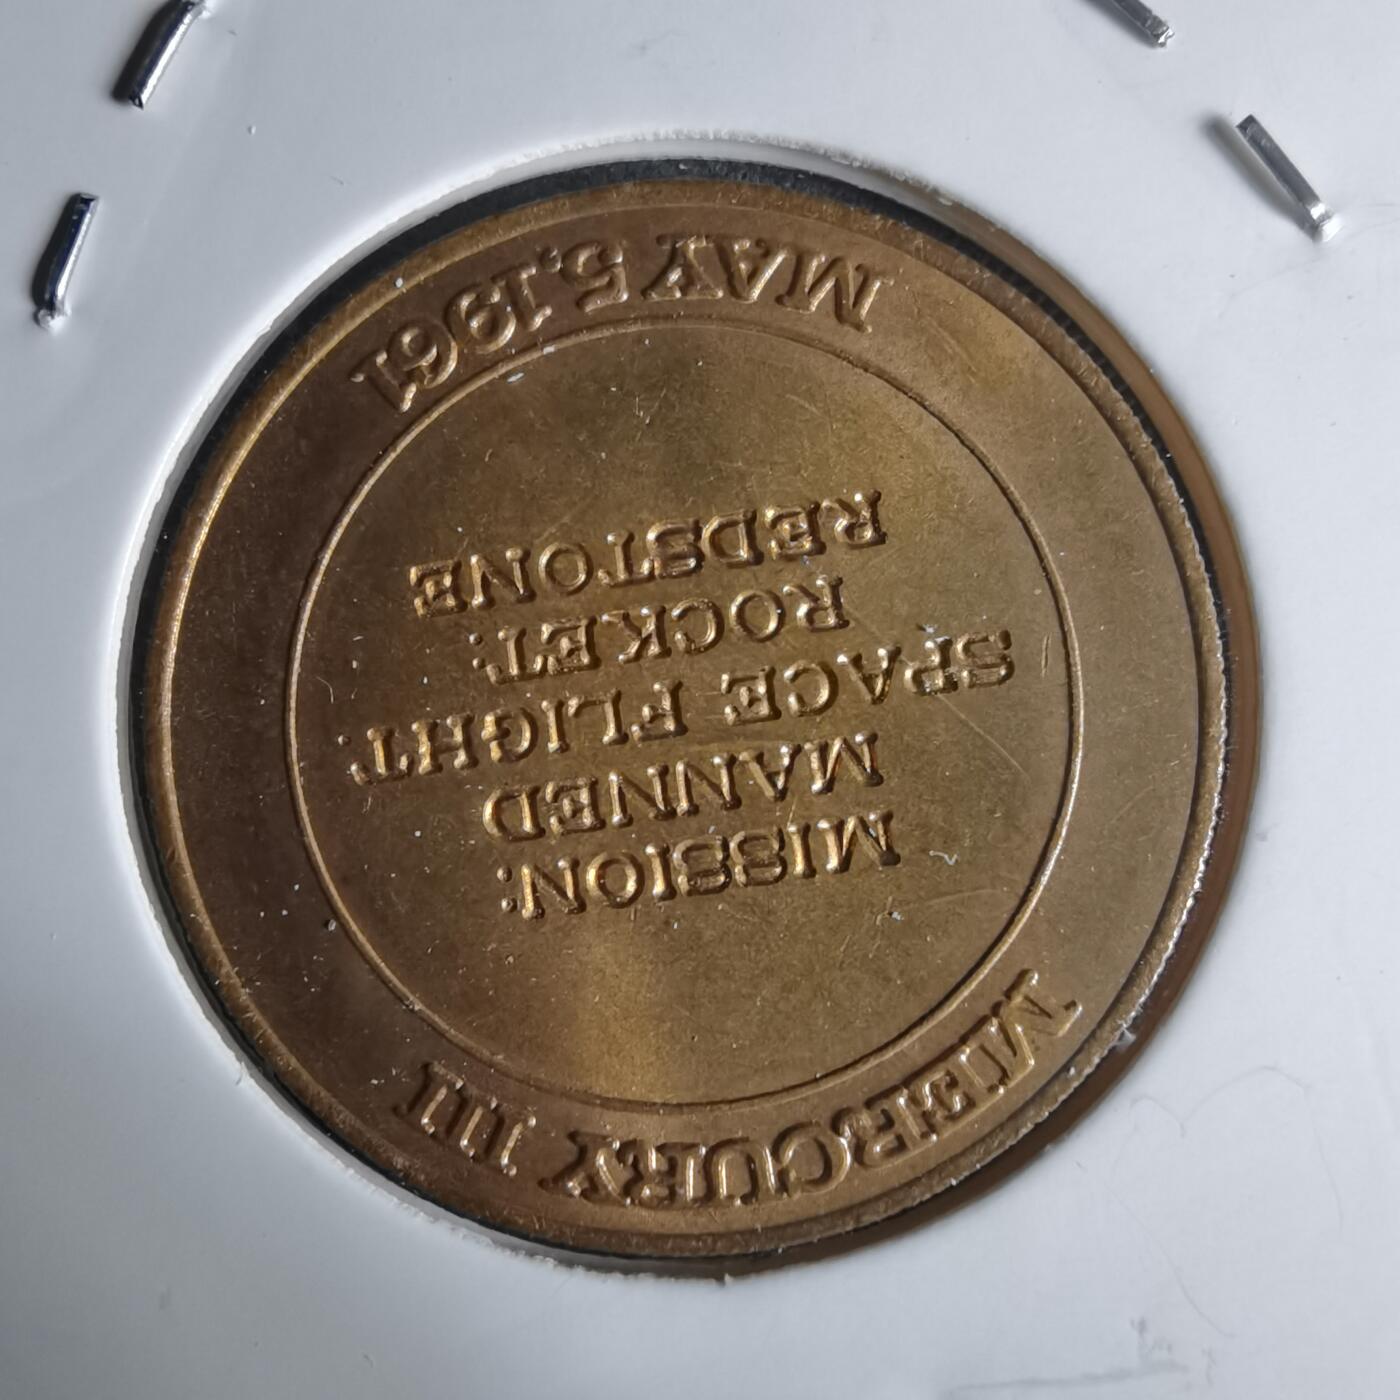 MERCURY III
MISSION:
MANNED
SPACE FLIGHT.
ROCKET:
REDSTONE
MAY 5, 1961